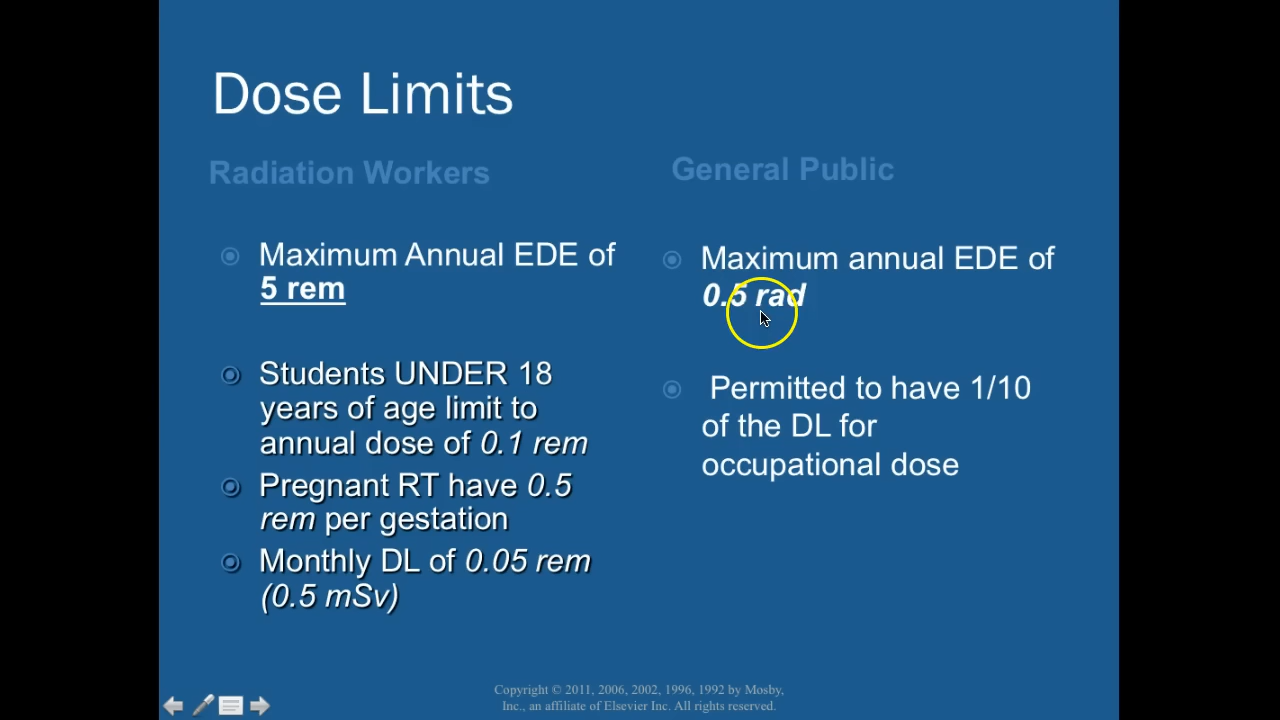 Dose Limits
Radiation Workers
Maximum Annual EDE of
5 rem
Students UNDER 18
years of age limit to
annual dose of 0.1 rem
Pregnant RT have 0.5
rem per gestation
Monthly DL of 0.05 rem
(0.5 mSv)
General Public
Maximum annual EDE of
0.5 rad
Permitted to have 1/10
of the DL for
occupational dose
Copyright © 2011, 2006, 2002, 1996, 1992 by Mosby,
Inc., an affiliate of Elsevier Inc. All rights reserved.